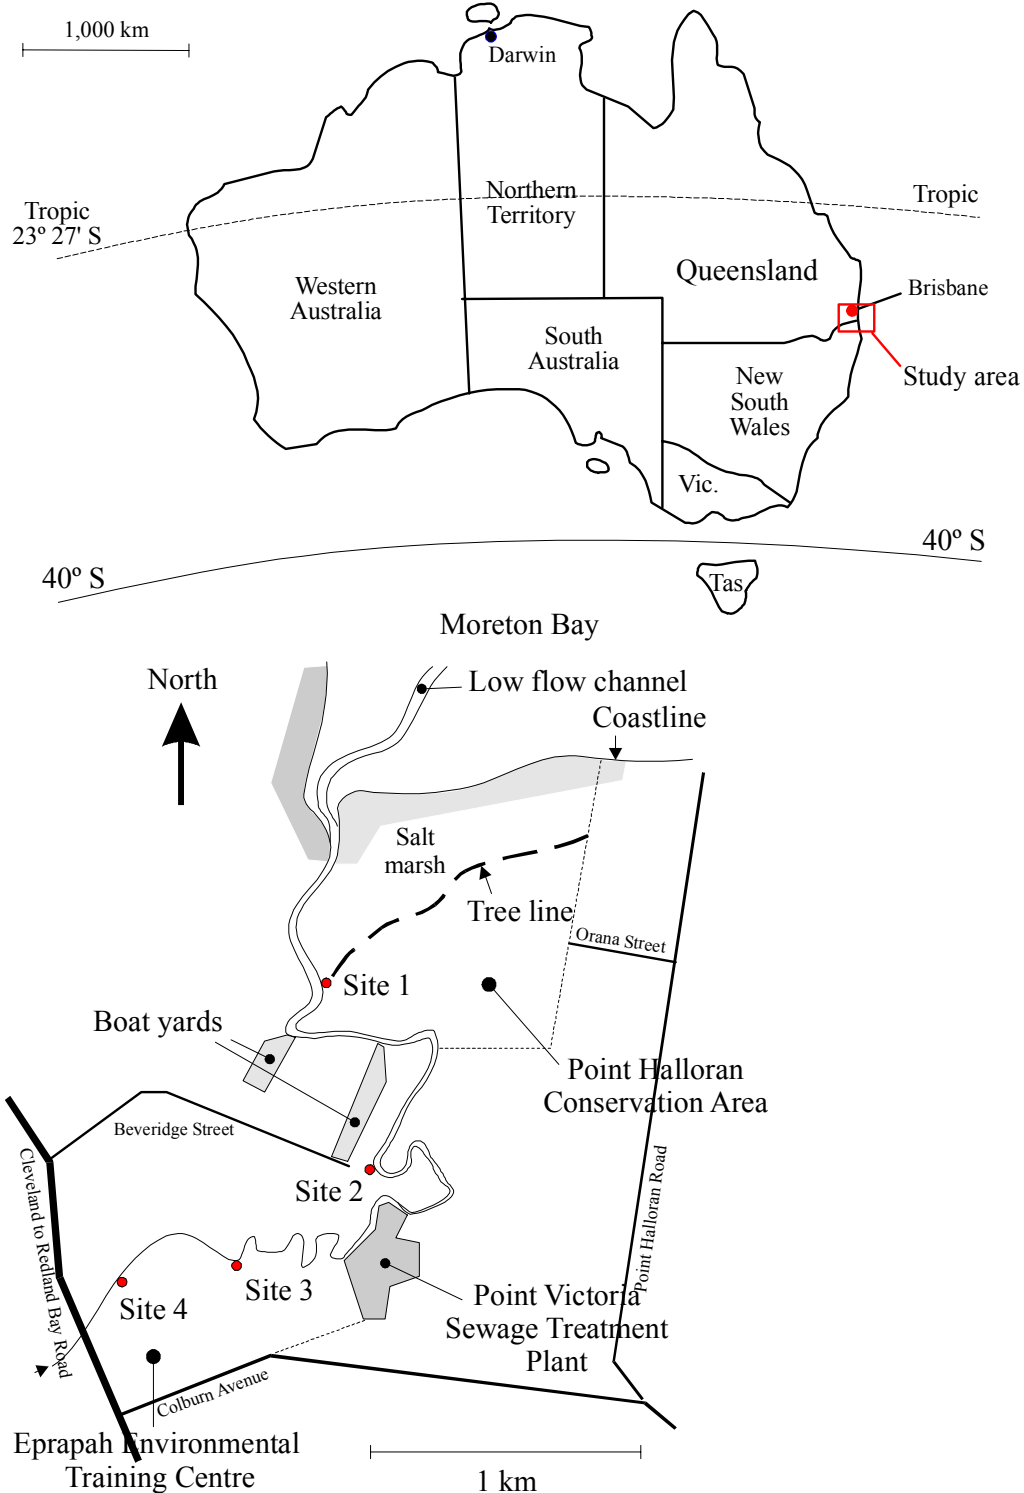 1,000 km
Darwin
Northern
Territory
Tropic
Tropic
23º 27' S
Queensland
Western
Australia
Brisbane
South
Australia
Study area
New
South
Wales
Vic.
40º S
40º S
Tas
Moreton Bay
North
Low flow channel
Coastline
Salt
marsh
Tree line
Orana Street
Site 1
Boat yards
Point Halloran
Conservation Area
Beveridge Street
Cleveland to Redland Bay Road
Site 2
Point Halloran Road
Site 3
Site 4
Point Victoria
Sewage Treatment
Plant
Colburn Avenue
Eprapah Environmental
Training Centre
1 km